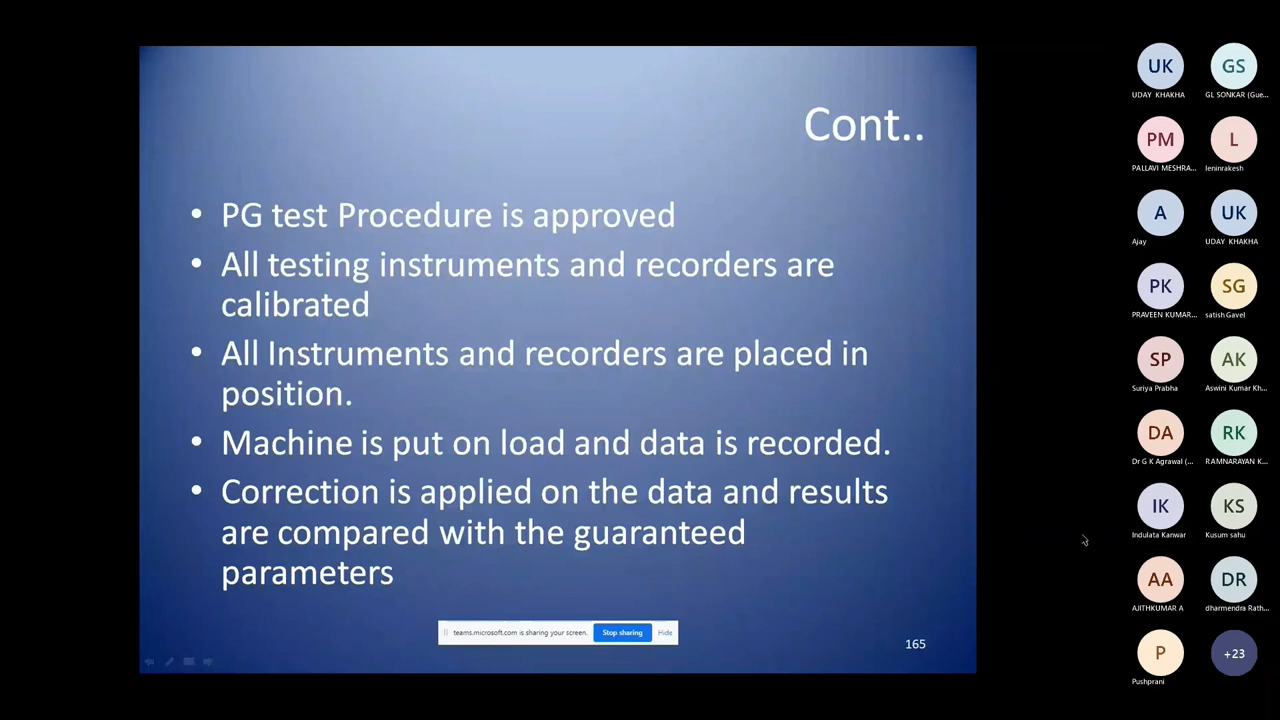 Cont..
• PG test Procedure is approved
• All testing instruments and recorders are
calibrated
• All Instruments and recorders are placed in
position.
• Machine is put on load and data is recorded.
• Correction is applied on the data and results
are compared with the guaranteed
parameters
teams.microsoft.com is sharing your screen. Stop sharing Hide
165
UK GS
UDAY KHAKHA GL SONKAR (Gue...
PM L
PALLAVI MESHRA... leninrakesh
A UK
Ajay UDAY KHAKHA
PK SG
PRAVEEN KUMAR... satish Gavel
SP AK
Suriya Prabha Aswini Kumar Kh...
DA RK
Dr G K Agrawal (... RAMNARAYAN K...
IK KS
Indulata Kanwar Kusum sahu
AA DR
AJITHKUMAR A dharmendra Rath...
P +23
Pushprani